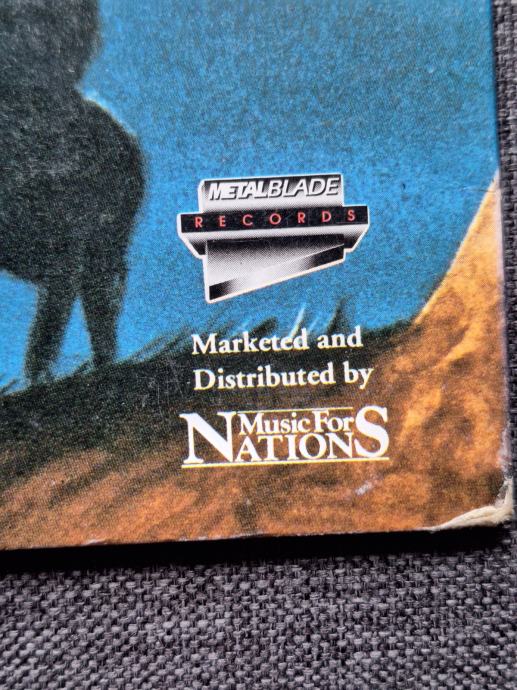 METALBLADE
RECORDS
Marketed and
Distributed by
Music For
NATIONS